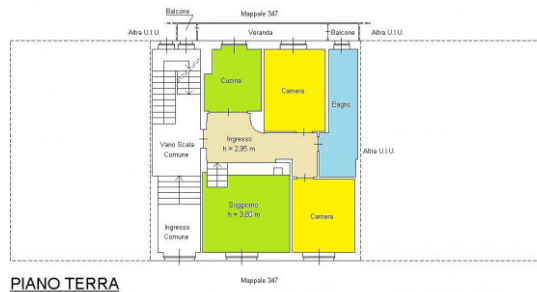 Balcone
Mappale 347
Altra U.I.U.
Veranda
Balcone
Altra U.I.U.
Cucina
Camera
Bagno
Ingresso
h = 2,95 m
Vano Scala
Comune
Altra U.I.U.
Soggiorno
h = 3,60 m
Camera
Ingresso
Comune
PIANO TERRA
Mappale 347